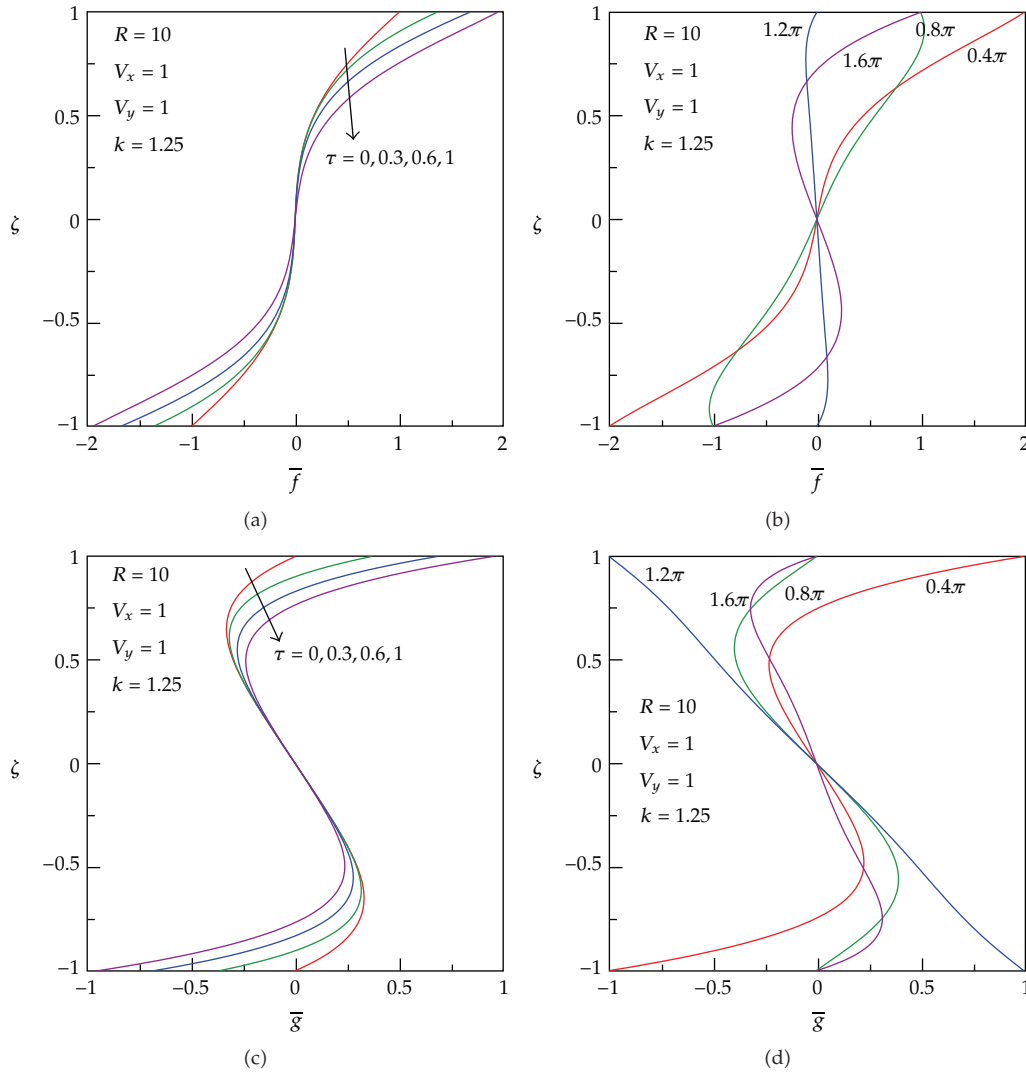 1
0.5
0
−0.5
−1
ζ
R = 10
V_x = 1
V_y = 1
k = 1.25
τ = 0, 0.3, 0.6, 1
−2
−1
0
1
2
f̅
(a)
1
0.5
0
−0.5
−1
ζ
R = 10
V_x = 1
V_y = 1
k = 1.25
1.2π
0.8π
1.6π
0.4π
−2
−1
0
1
2
f̅
(b)
1
0.5
0
−0.5
−1
ζ
R = 10
V_x = 1
V_y = 1
k = 1.25
τ = 0, 0.3, 0.6, 1
−1
−0.5
0
0.5
1
g̅
(c)
1
0.5
0
−0.5
−1
ζ
1.2π
1.6π
0.8π
0.4π
R = 10
V_x = 1
V_y = 1
k = 1.25
−1
−0.5
0
0.5
1
g̅
(d)